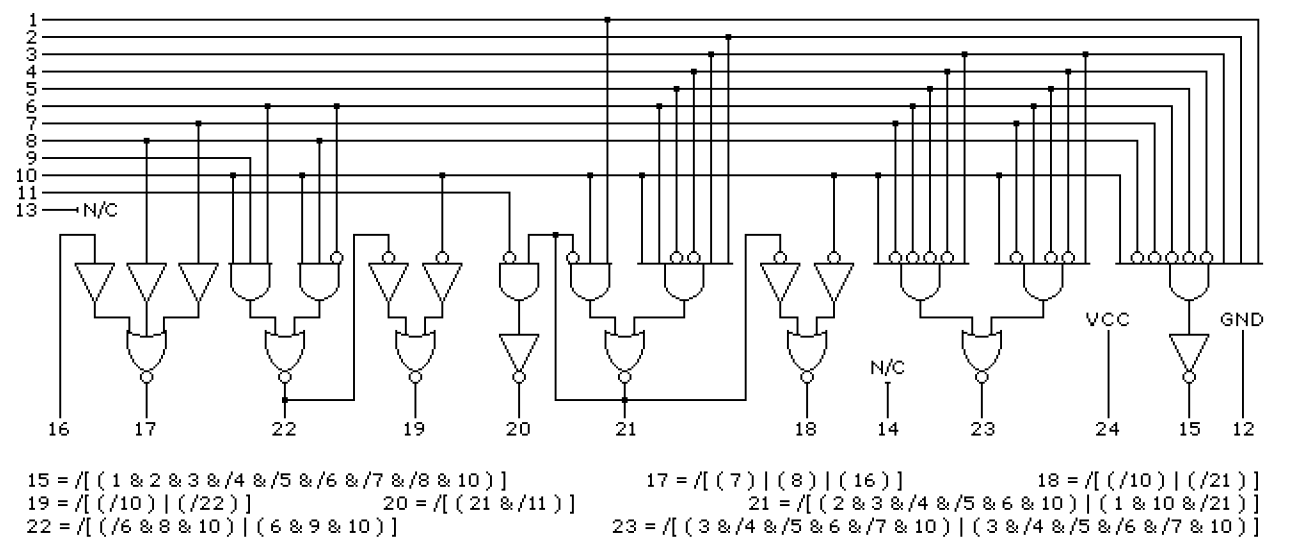 1
2
3
4
5
6
7
8
9
10
11
13 N/C
VCC GND
N/C
16 17 22 19 20 21 18 14 23 24 15 12
15 = /[ ( 1 & 2 & 3 & /4 & /5 & /6 & /7 & /8 & 10 ) ] 17 = /[ ( 7 ) | ( 8 ) | ( 16 ) ] 18 = /[ ( /10 ) | ( /21 ) ]
19 = /[ ( /10 ) | ( /22 ) ] 20 = /[ ( 21 & /11 ) ] 21 = /[ ( 2 & 3 & /4 & /5 & 6 & 10 ) | ( 1 & 10 & /21 ) ]
22 = /[ ( /6 & 8 & 10 ) | ( 6 & 9 & 10 ) ] 23 = /[ ( 3 & /4 & /5 & 6 & /7 & 10 ) | ( 3 & /4 & /5 & /6 & /7 & 10 ) ]